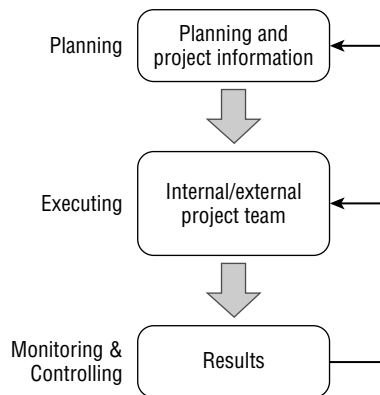 Planning
Planning and
project information
Executing
Internal/external
project team
Monitoring &
Controlling
Results